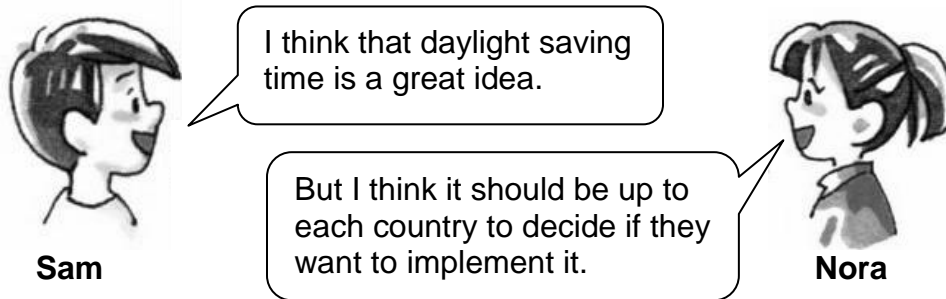 I think that daylight saving
time is a great idea.
But I think it should be up to
each country to decide if they
want to implement it.
Sam
Nora